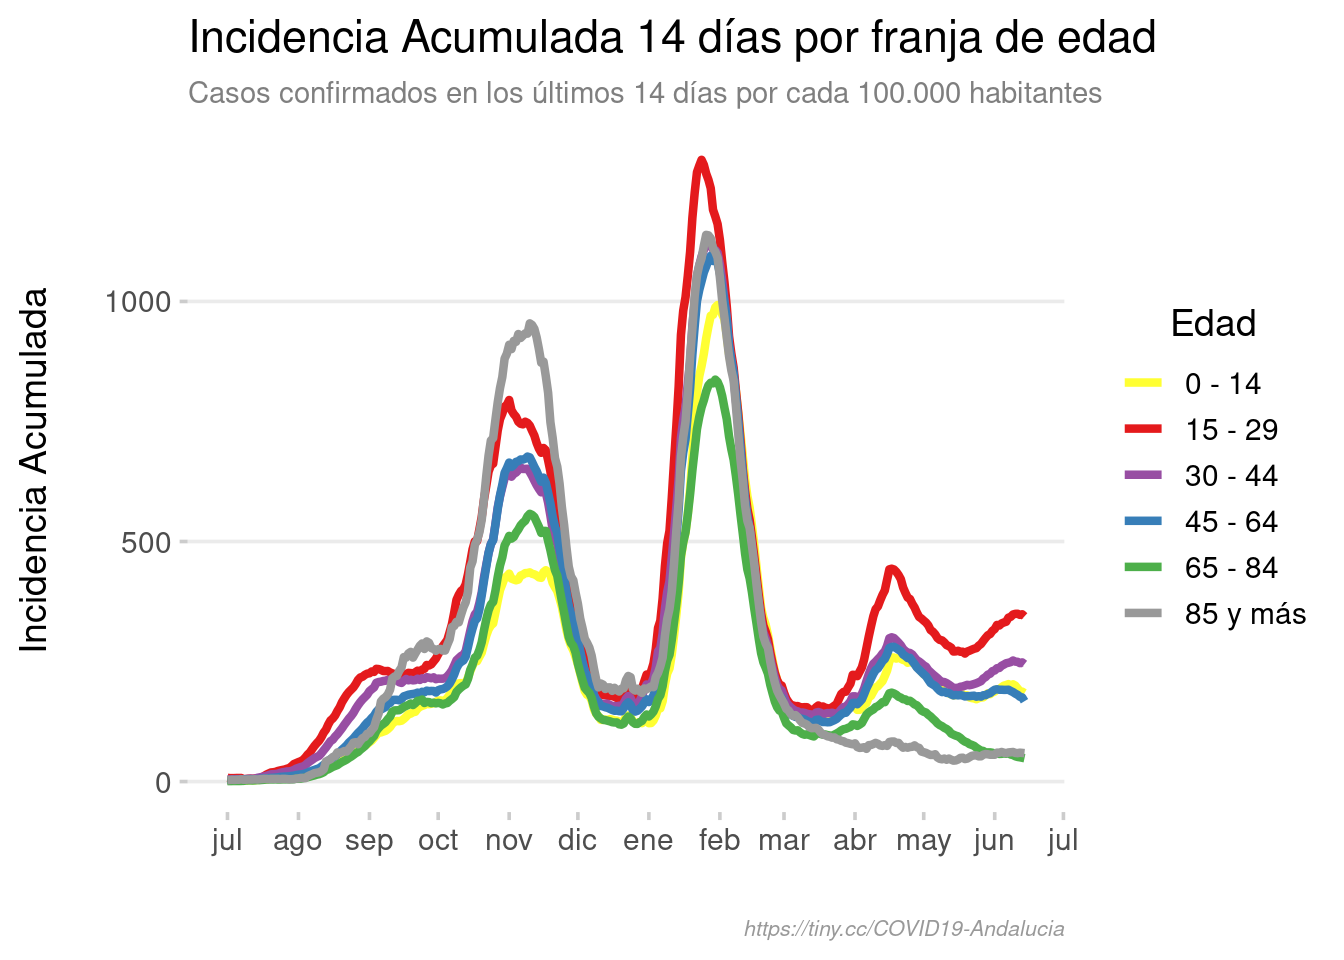 Incidencia Acumulada 14 días por franja de edad
Casos confirmados en los últimos 14 días por cada 100.000 habitantes
Incidencia Acumulada
1000
500
0
jul ago sep oct nov dic ene feb mar abr may jun jul
Edad
0 - 14
15 - 29
30 - 44
45 - 64
65 - 84
85 y más
https://tiny.cc/COVID19-Andalucia